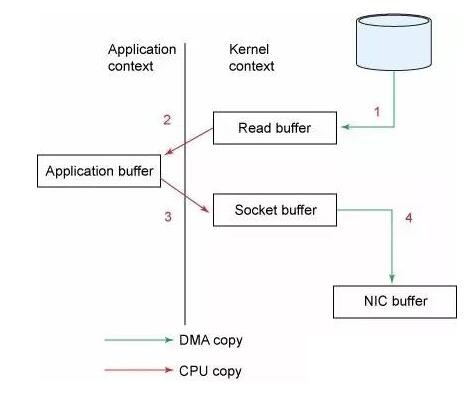 Application
context
Kernel
context
1
2
Read buffer
Application buffer
3
Socket buffer
4
NIC buffer
DMA copy
CPU copy